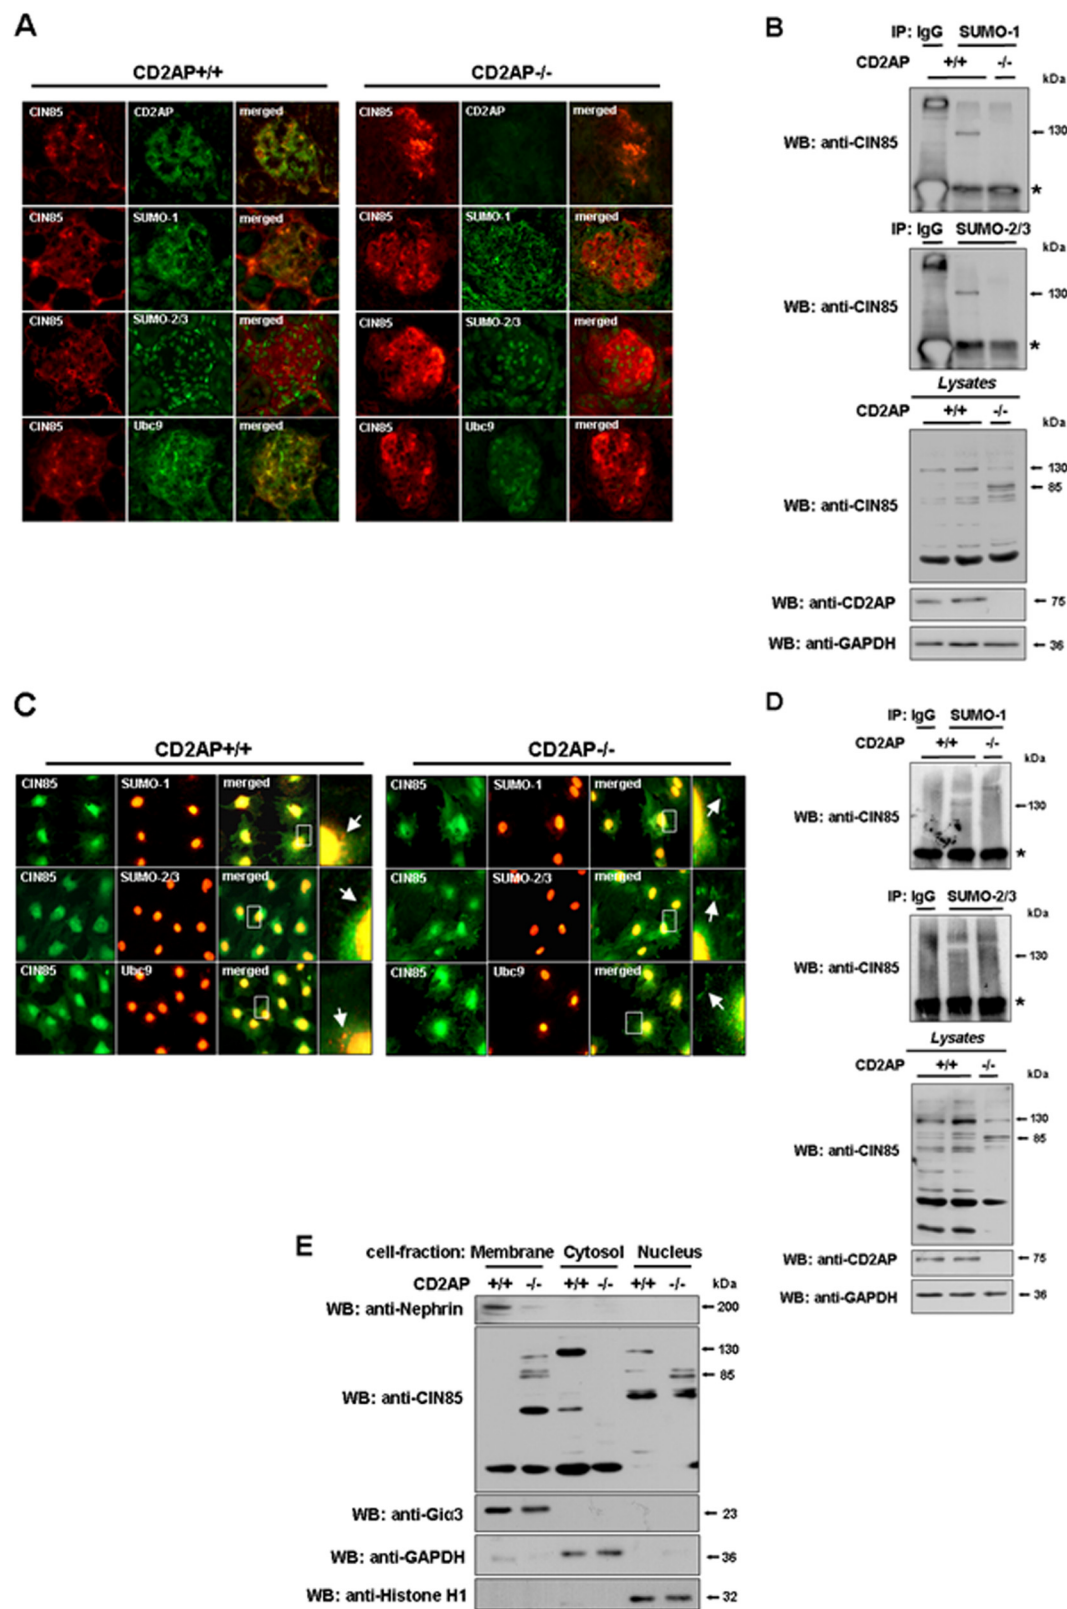 A
CD2AP+/+
CD2AP-/-
CIN85
CD2AP
merged
CIN85
CD2AP
merged
CIN85
SUMO-1
merged
CIN85
SUMO-1
merged
CIN85
SUMO-2/3
merged
CIN85
SUMO-2/3
merged
CIN85
Ubc9
merged
CIN85
Ubc9
merged
B
IP: IgG SUMO-1
CD2AP +/+ -/-
kDa
WB: anti-CIN85
130
*
IP: IgG SUMO-2/3
kDa
WB: anti-CIN85
130
*
Lysates
CD2AP +/+ -/-
kDa
WB: anti-CIN85
130
85
WB: anti-CD2AP
75
WB: anti-GAPDH
36
C
CD2AP+/+
CD2AP-/-
CIN85
SUMO-1
merged
CIN85
SUMO-1
merged
CIN85
SUMO-2/3
merged
CIN85
SUMO-2/3
merged
CIN85
Ubc9
merged
CIN85
Ubc9
merged
D
IP: IgG SUMO-1
CD2AP +/+ -/-
kDa
WB: anti-CIN85
130
*
IP: IgG SUMO-2/3
kDa
WB: anti-CIN85
130
*
Lysates
CD2AP +/+ -/-
kDa
WB: anti-CIN85
130
85
WB: anti-CD2AP
75
WB: anti-GAPDH
36
E
cell-fraction: Membrane Cytosol Nucleus
CD2AP +/+ -/- +/+ -/- +/+ -/- kDa
WB: anti-Nephrin
200
WB: anti-CIN85
130
85
WB: anti-Giα3
23
WB: anti-GAPDH
36
WB: anti-Histone H1
32